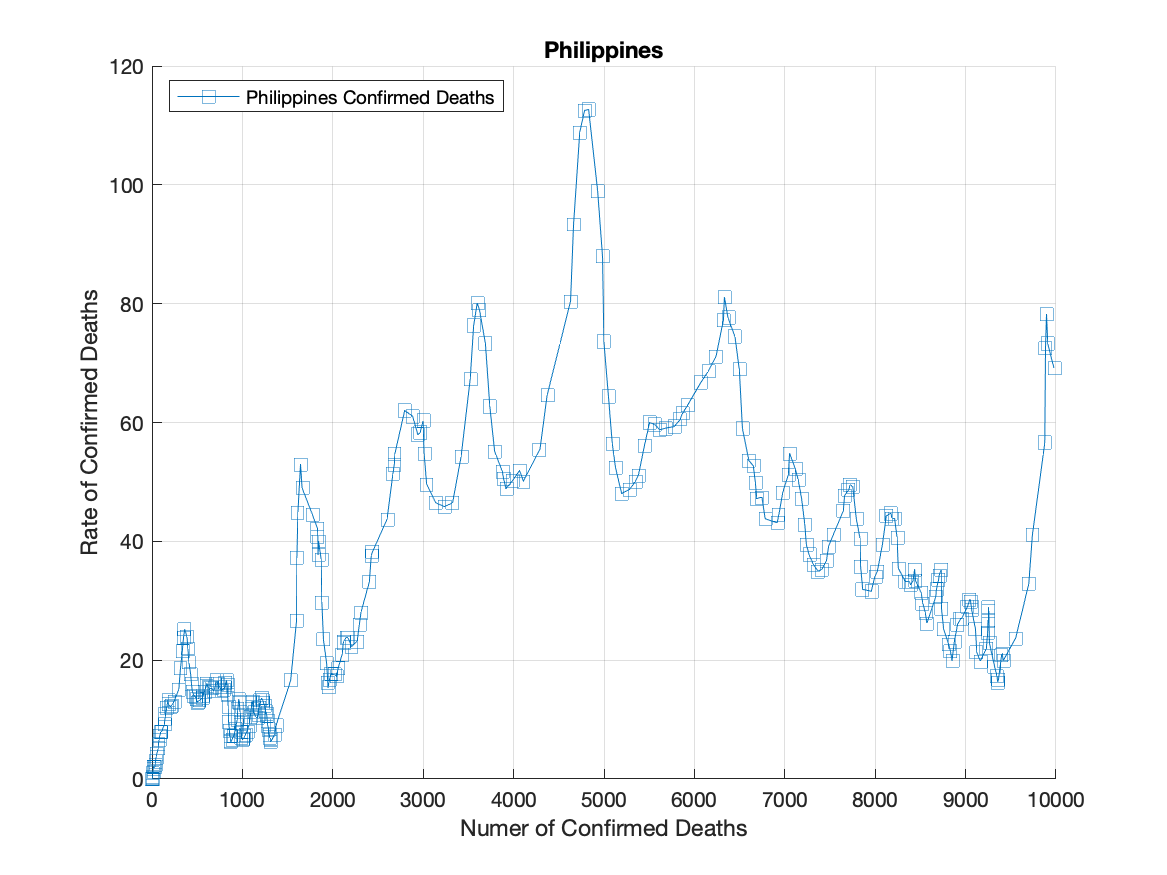 Philippines
Philippines Confirmed Deaths
120
100
80
60
40
20
0
Rate of Confirmed Deaths
0 1000 2000 3000 4000 5000 6000 7000 8000 9000 10000
Numer of Confirmed Deaths